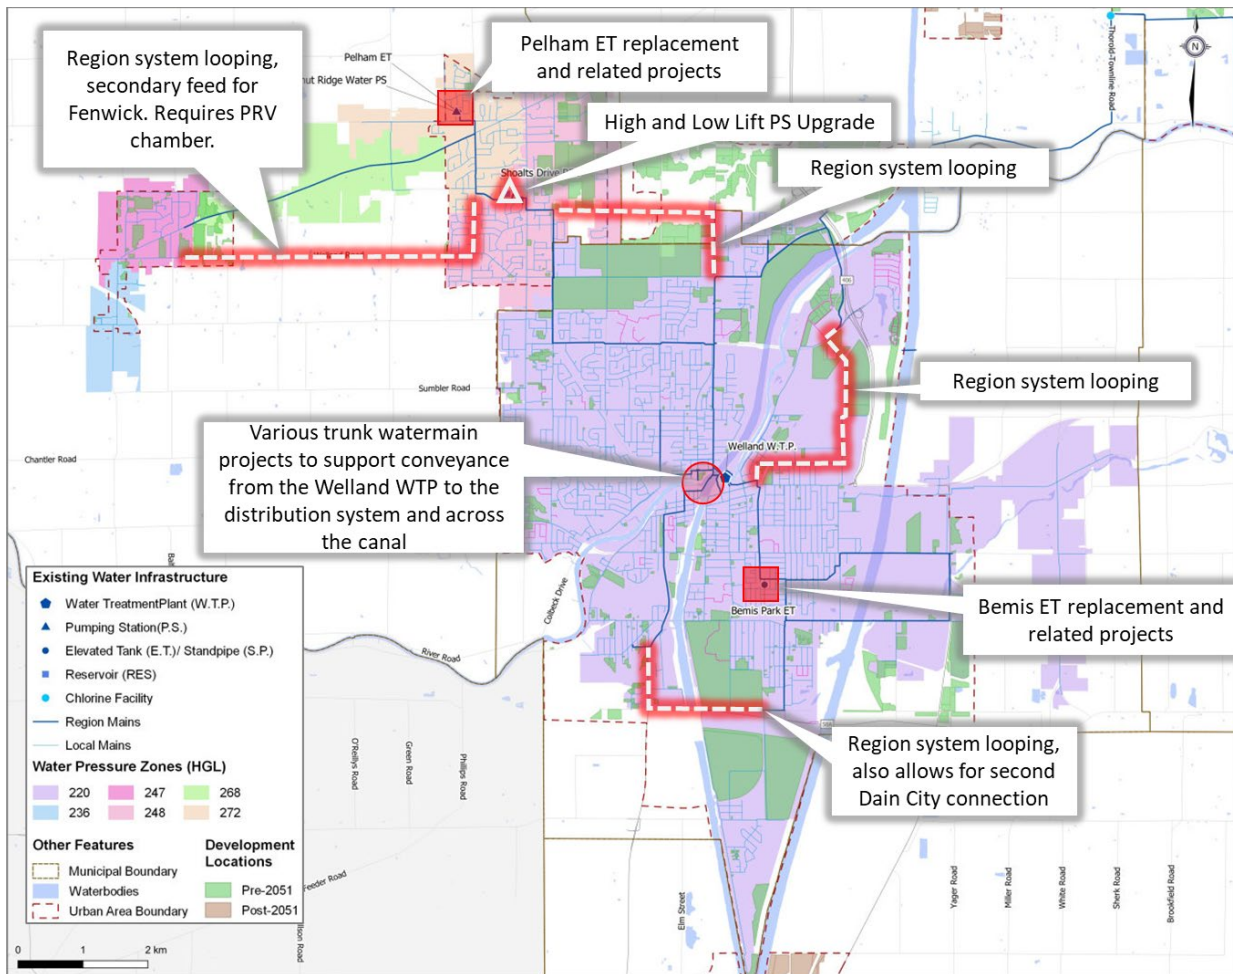 Region system looping,
secondary feed for
Fenwick. Requires PRV
chamber.
Pelham ET replacement
and related projects
High and Low Lift PS Upgrade
Region system looping
Pelham ET
Ridge Water PS
Shoalts Drive
Thorold-Townline Road
N
406
Region system looping
Sumbler Road
Various trunk watermain
projects to support conveyance
from the Welland WTP to the
distribution system and across
the canal
Chantler Road
Welland W.T.P.
Bemis Park ET
Bemis ET replacement and
related projects
Colbeck Drive
River Road
Region system looping,
also allows for second
Dain City connection
O'Reillys Road
Green Road
Phillips Road
Feeder Road
Elm Street
Yager Road
Miller Road
White Road
Sherk Road
Brookfield Road
Existing Water Infrastructure
Water TreatmentPlant (W.T.P.)
Pumping Station(P.S.)
Elevated Tank (E.T.)/ Standpipe (S.P.)
Reservoir (RES)
Chlorine Facility
Region Mains
Local Mains
Water Pressure Zones (HGL)
220 247 268
236 248 272
Other Features
Municipal Boundary
Waterbodies
Urban Area Boundary
Development
Locations
Pre-2051
Post-2051
0 1 2 km